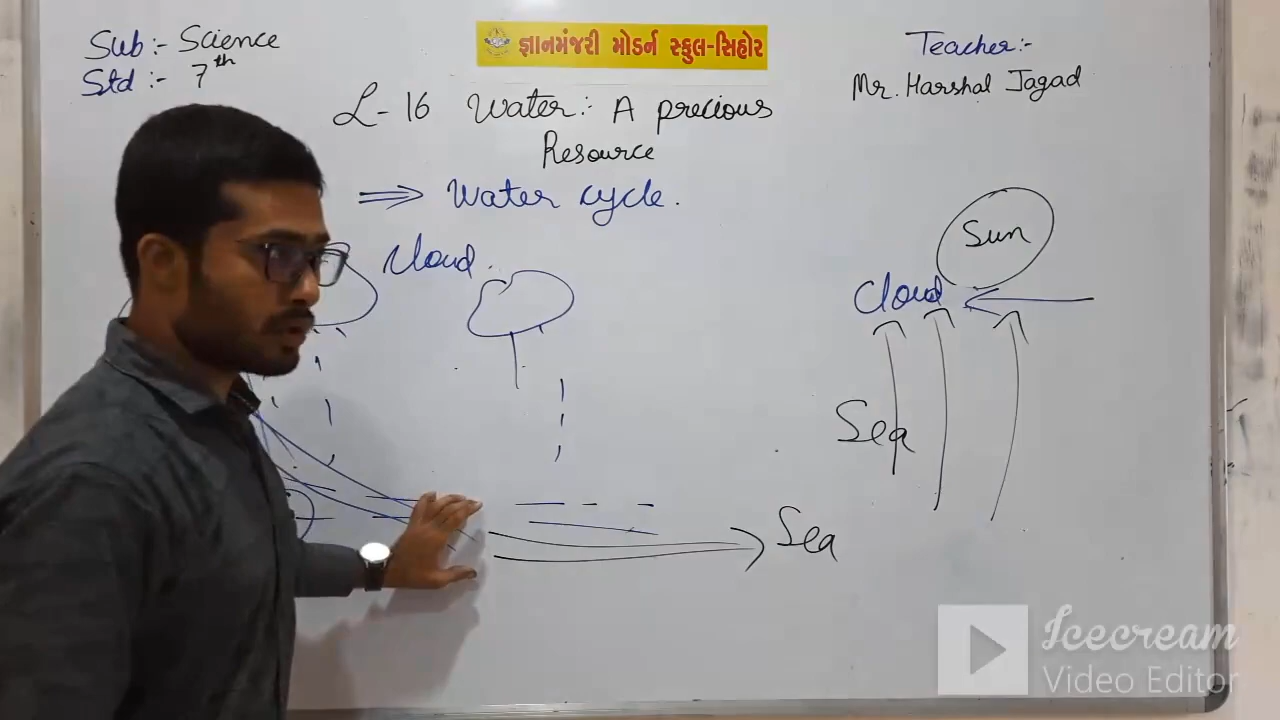 Sub:- Science
Std:- 7th
જ્ઞાનમંજરી મોડર્ન સ્કુલ-સિહોર
Teacher:-
Mr. Harshal Jagad
L-16 Water: A precious
Resource
⇒ Water cycle.
Cloud.
Sun
Cloud
Sea
Sea
Icecream
Video Editor